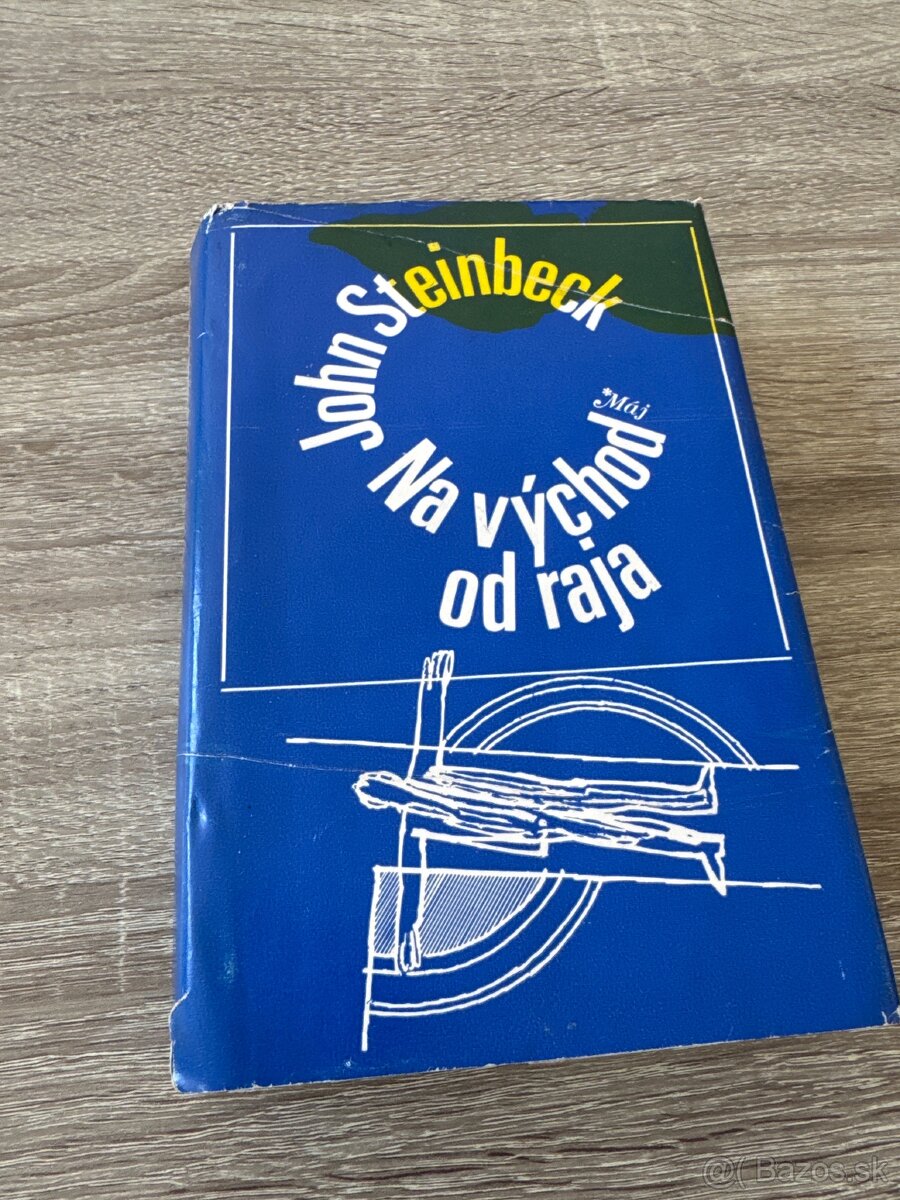 John Steinbeck
*Máj
Na východ
od raja
@( Bazos.sk